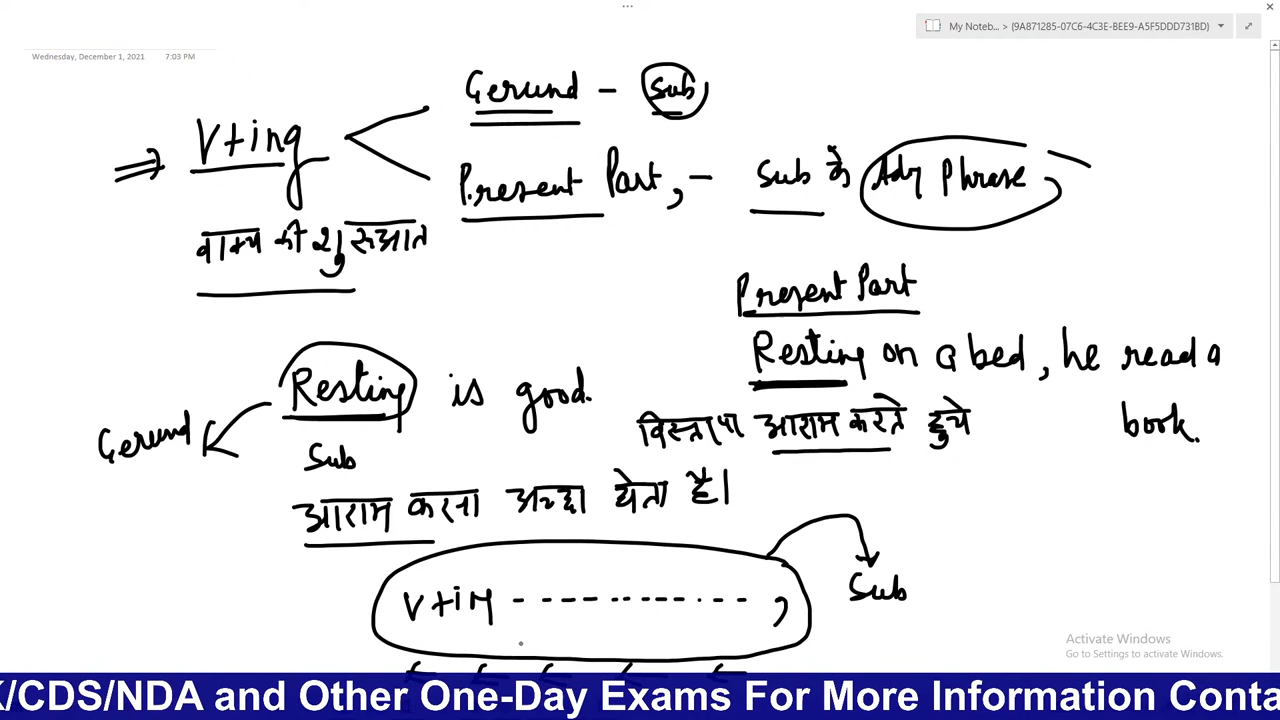 My Noteb... > {9A871285-07C6-4C3E-BEE9-A5F5DDD731BD}
Wednesday, December 1, 2021 7:03 PM
Gerund - Sub,
⇒ V+ing
Present Part, - Sub के Adj Phrase,
वाक्य की शुरूआत
Present Part
Resting on a bed, he read a
book.
Resting is good.
Gerund
Sub
बिस्तर पर आराम करते हुये
आराम करना अच्छा होता है।
V+ing ------------ ,
Sub
Activate Windows
Go to Settings to activate Windows.
K/CDS/NDA and Other One-Day Exams For More Information Conta